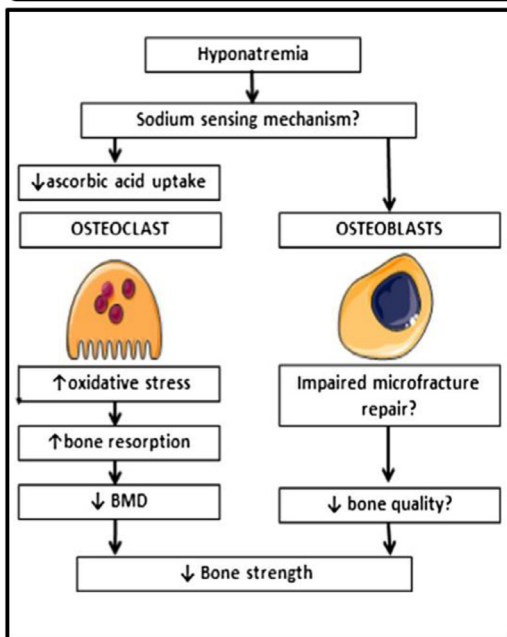 Hyponatremia
Sodium sensing mechanism?
↓ascorbic acid uptake
OSTEOCLAST
OSTEOBLASTS
↑oxidative stress
Impaired microfracture
repair?
↑bone resorption
↓ BMD
↓ bone quality?
↓ Bone strength